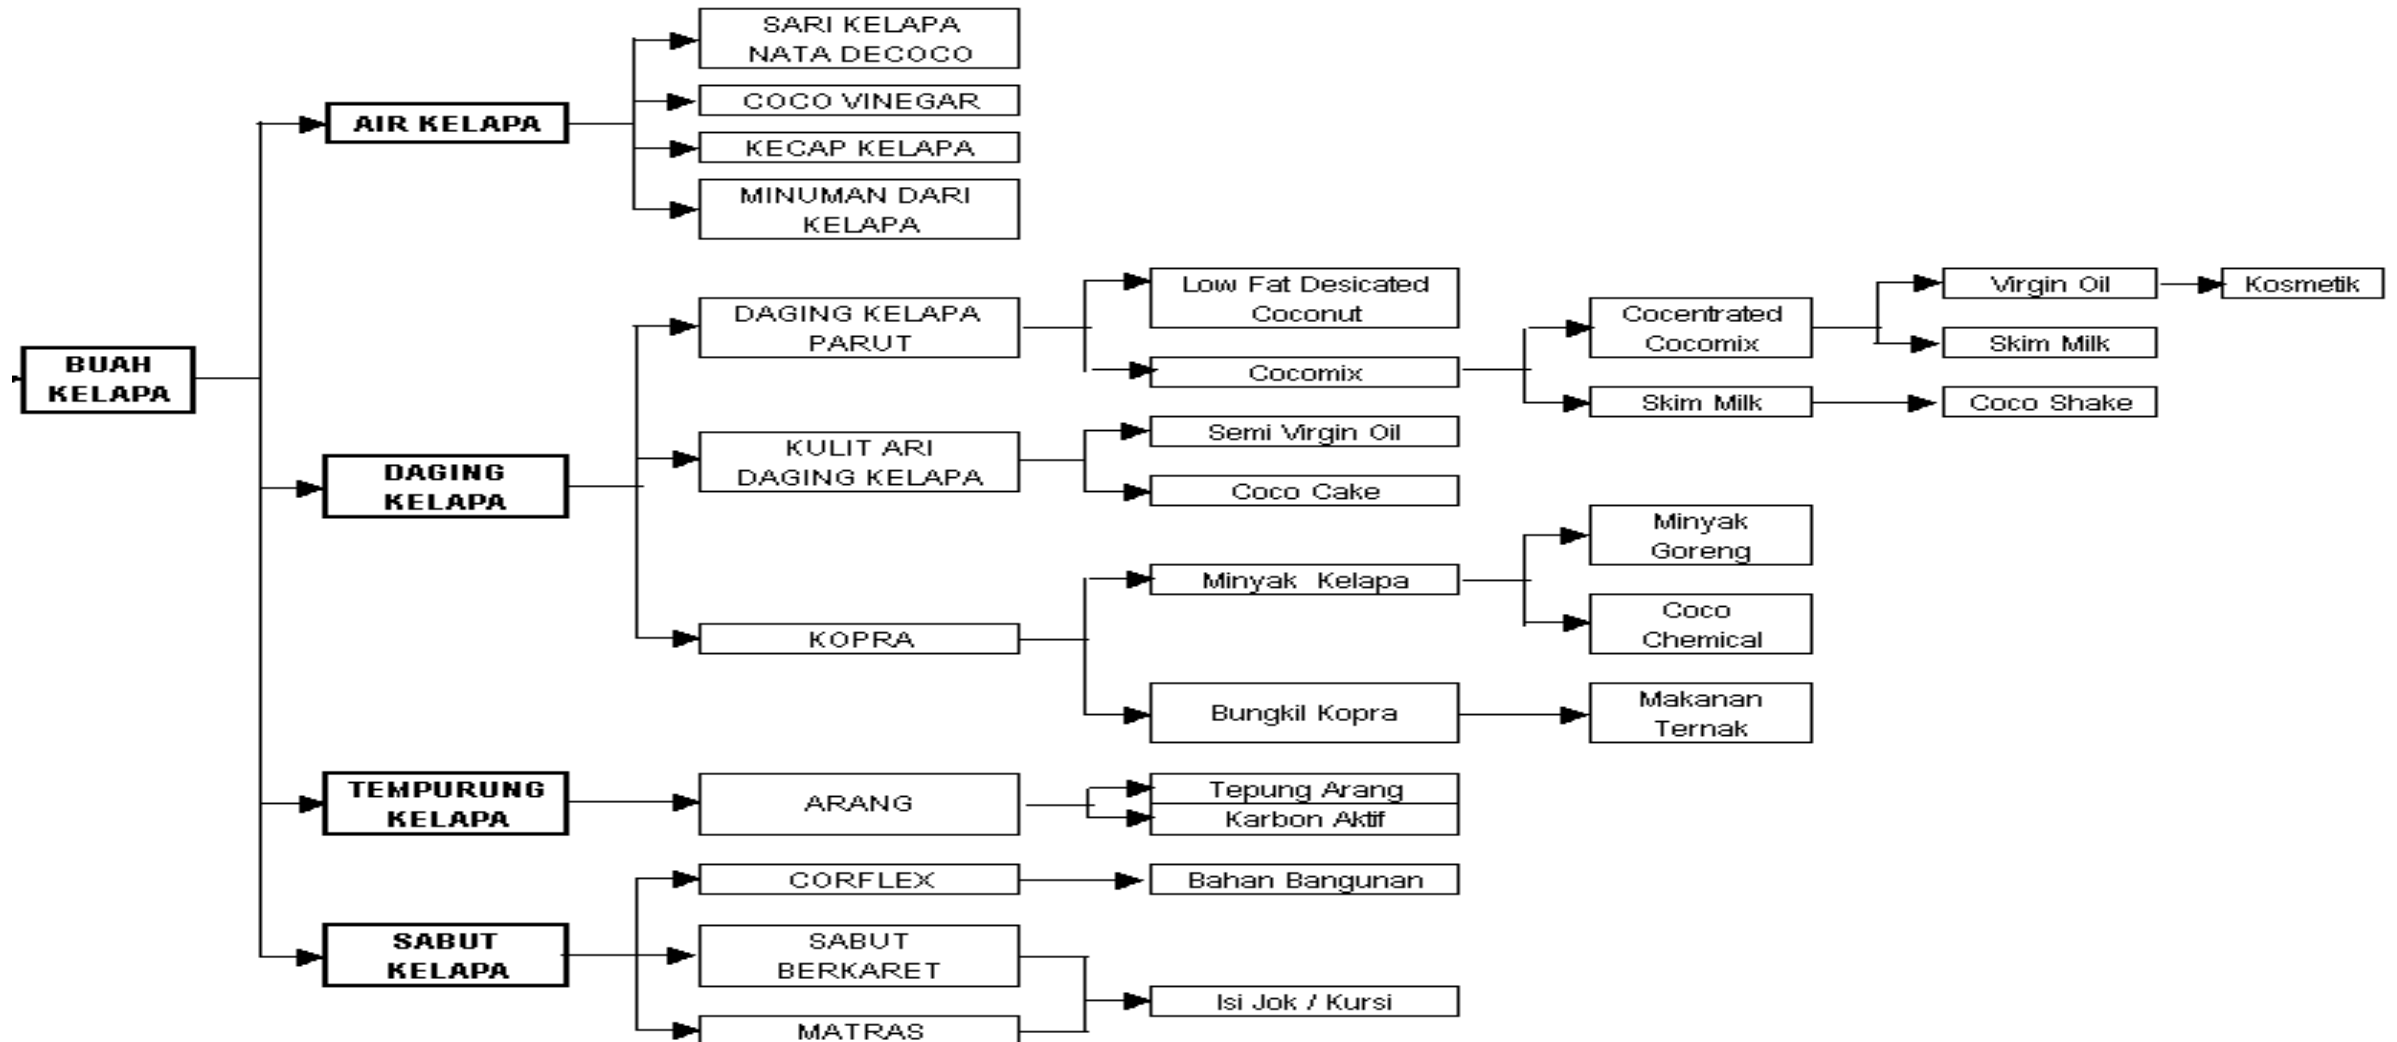 BUAH
KELAPA
AIR KELAPA
SARI KELAPA
NATA DECOCO
COCO VINEGAR
KECAP KELAPA
MINUMAN DARI
KELAPA
DAGING
KELAPA
DAGING KELAPA
PARUT
Low Fat Desicated
Coconut
Cocomix
Cocentrated
Cocomix
Virgin Oil
Kosmetik
Skim Milk
Skim Milk
Coco Shake
KULIT ARI
DAGING KELAPA
Semi Virgin Oil
Coco Cake
KOPRA
Minyak Kelapa
Minyak
Goreng
Coco
Chemical
Bungkil Kopra
Makanan
Ternak
TEMPURUNG
KELAPA
ARANG
Tepung Arang
Karbon Aktif
SABUT
KELAPA
CORFLEX
Bahan Bangunan
SABUT
BERKARET
MATRAS
Isi Jok / Kursi